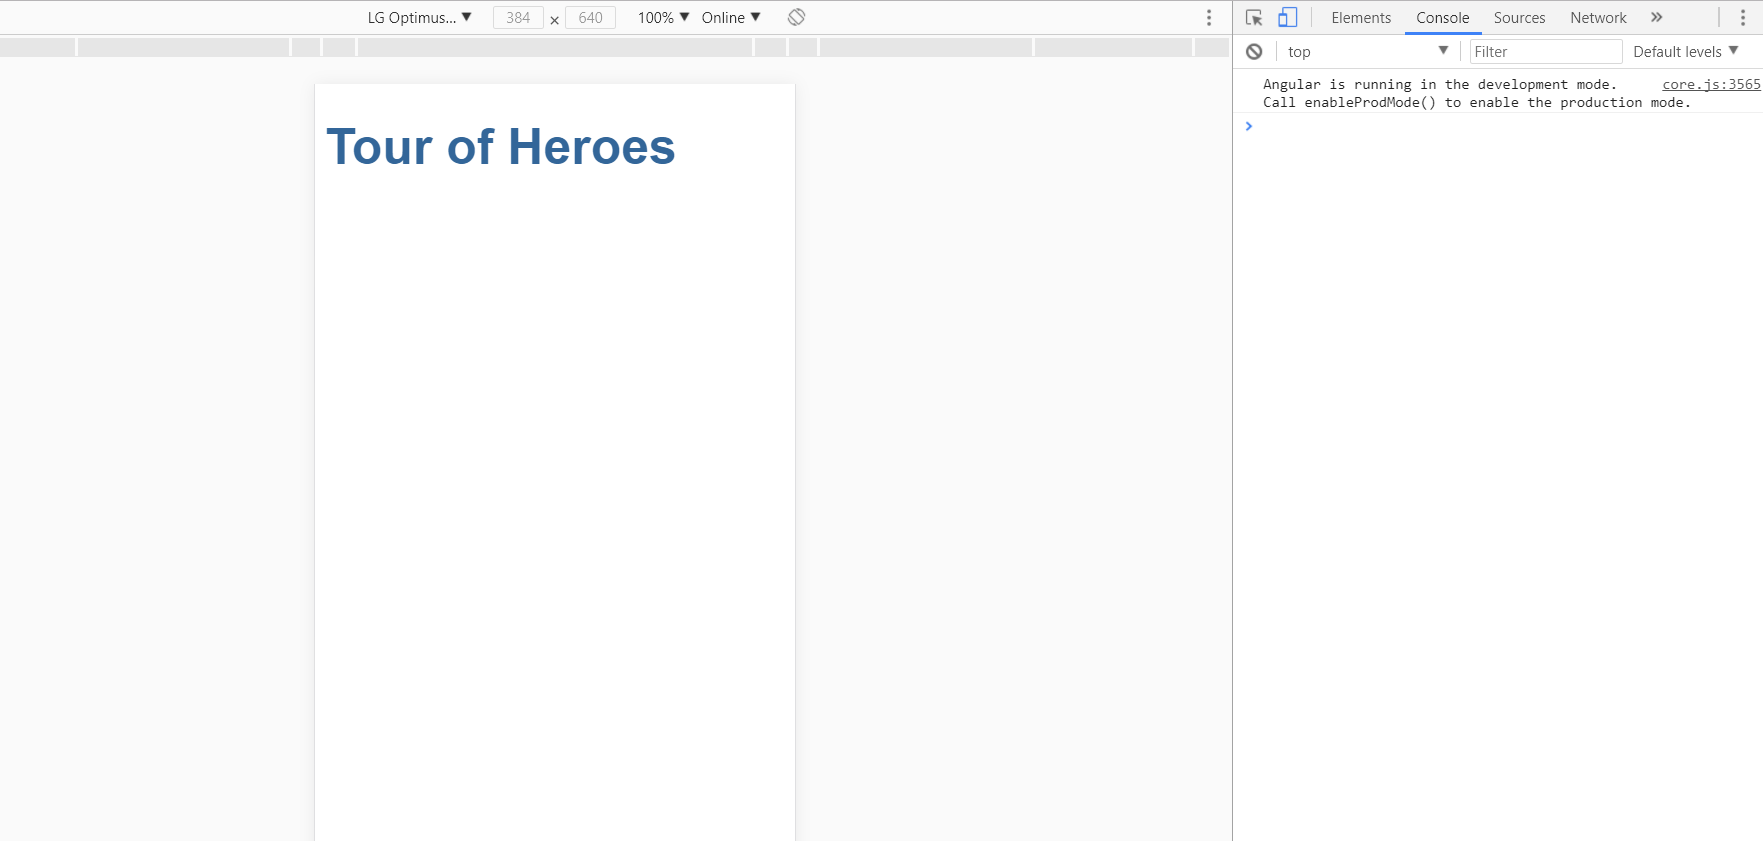 LG Optimus... ▼ 384 × 640 100% ▼ Online ▼
Elements Console Sources Network »
top ▼ Filter Default levels ▼
Tour of Heroes
Angular is running in the development mode. core.js:3565
Call enableProdMode() to enable the production mode.